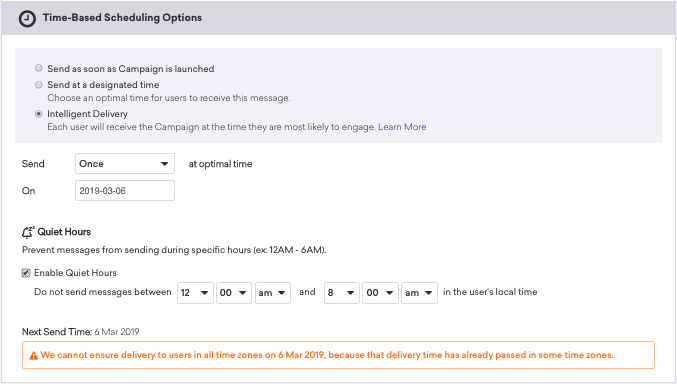 Time-Based Scheduling Options
Send as soon as Campaign is launched
Send at a designated time
Choose an optimal time for users to receive this message.
Intelligent Delivery
Each user will receive the Campaign at the time they are most likely to engage. Learn More
Send Once at optimal time
On 2019-03-06
Quiet Hours
Prevent messages from sending during specific hours (ex: 12AM - 6AM).
Enable Quiet Hours
Do not send messages between 12 00 am and 8 00 am in the user's local time
Next Send Time: 6 Mar 2019
We cannot ensure delivery to users in all time zones on 6 Mar 2019, because that delivery time has already passed in some time zones.